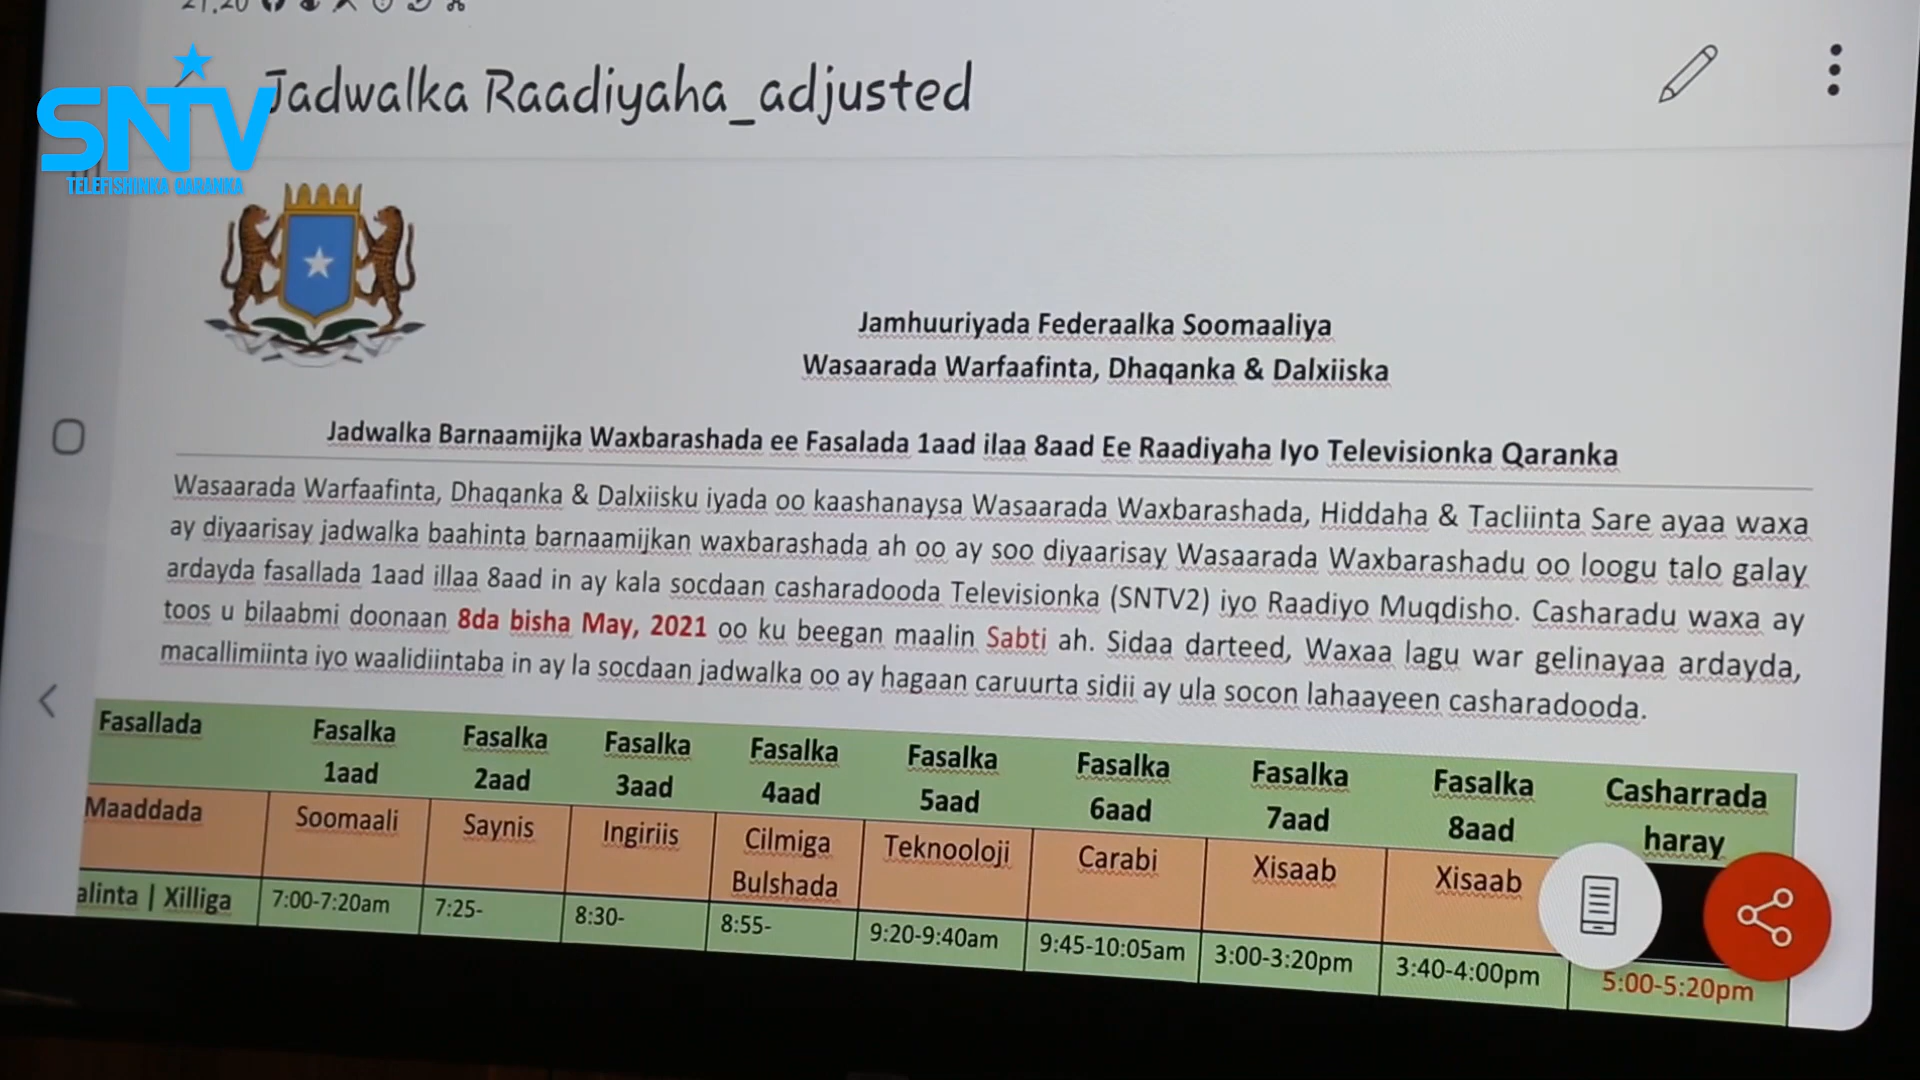 Jadwalka Raadiyaha_adjusted
SNTV
TELEFISHINKA QARANKA
Jamhuuriyada Federaalka Soomaaliya
Wasaarada Warfaafinta, Dhaqanka & Dalxiiska
Jadwalka Barnaamijka Waxbarashada ee Fasalada 1aad ilaa 8aad Ee Raadiyaha Iyo Televisionka Qaranka
Wasaarada Warfaafinta, Dhaqanka & Dalxiisku iyada oo kaashanaysa Wasaarada Waxbarashada, Hiddaha & Tacliinta Sare ayaa waxa
ay diyaarisay jadwalka baahinta barnaamijkan waxbarashada ah oo ay soo diyaarisay Wasaarada Waxbarashadu oo loogu talo galay
ardayda fasallada 1aad illaa 8aad in ay kala socdaan casharadooda Televisionka (SNTV2) iyo Raadiyo Muqdisho. Casharadu waxa ay
toos u bilaabmi doonaan 8da bisha May, 2021 oo ku beegan maalin Sabti ah. Sidaa darteed, Waxaa lagu war gelinayaa ardayda,
macallimiinta iyo waalidiintaba in ay la socdaan jadwalka oo ay hagaan caruurta sidii ay ula socon lahaayeen casharadooda.
Fasallada Fasalka 1aad Fasalka 2aad Fasalka 3aad Fasalka 4aad Fasalka 5aad Fasalka 6aad Fasalka 7aad Fasalka 8aad Casharrada haray
Maaddada Soomaali Saynis Ingiriis Cilmiga Bulshada Teknooloji Carabi Xisaab Xisaab
alinta | Xilliga 7:00-7:20am 7:25- 8:30- 8:55- 9:20-9:40am 9:45-10:05am 3:00-3:20pm 3:40-4:00pm 5:00-5:20pm